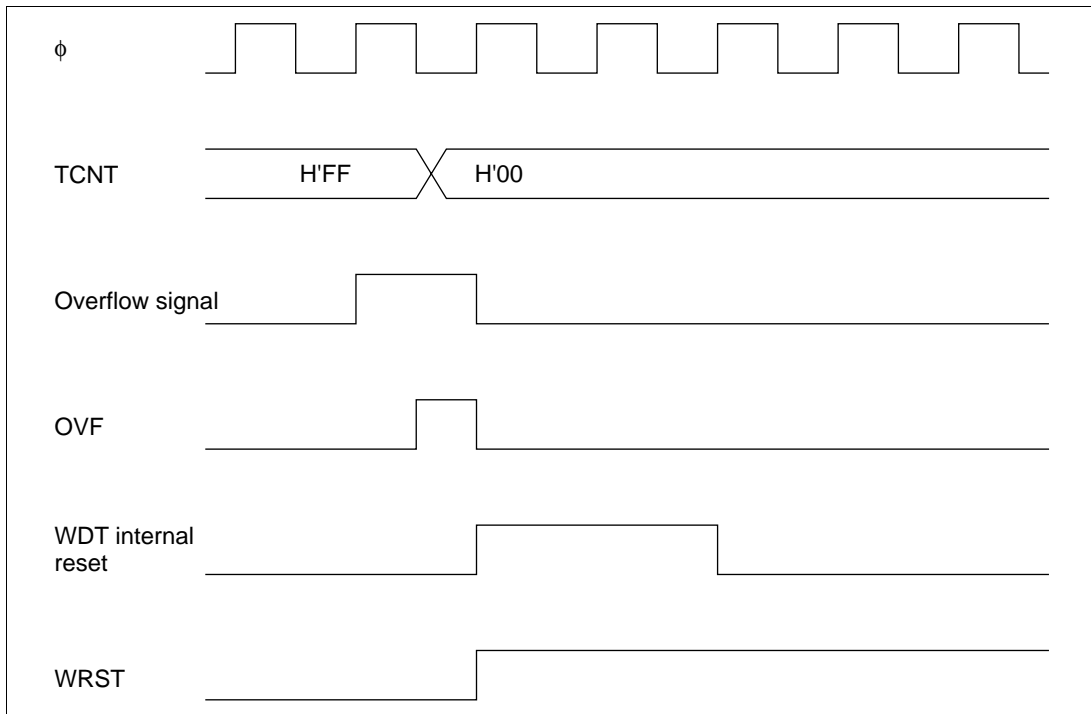 ϕ
TCNT
H'FF
H'00
Overflow signal
OVF
WDT internal
reset
WRST